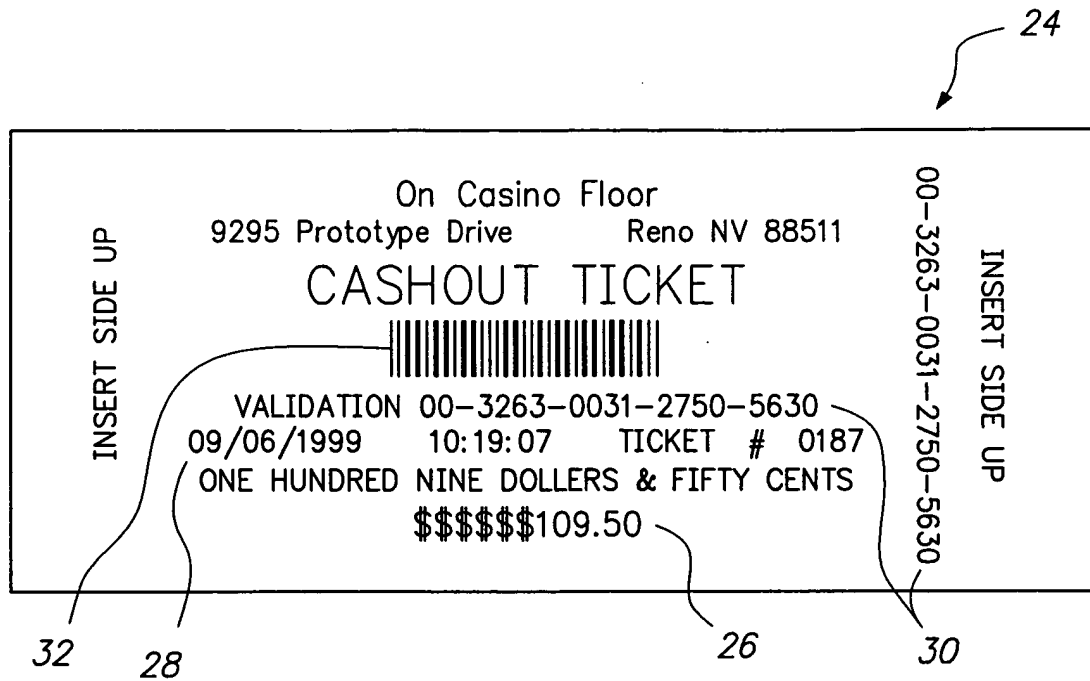 24
On Casino Floor
9295 Prototype Drive Reno NV 88511
CASHOUT TICKET
VALIDATION 00-3263-0031-2750-5630
09/06/1999 10:19:07 TICKET # 0187
ONE HUNDRED NINE DOLLERS & FIFTY CENTS
$$$$$$109.50
INSERT SIDE UP
00-3263-0031-2750-5630
INSERT SIDE UP
32
28
26
30